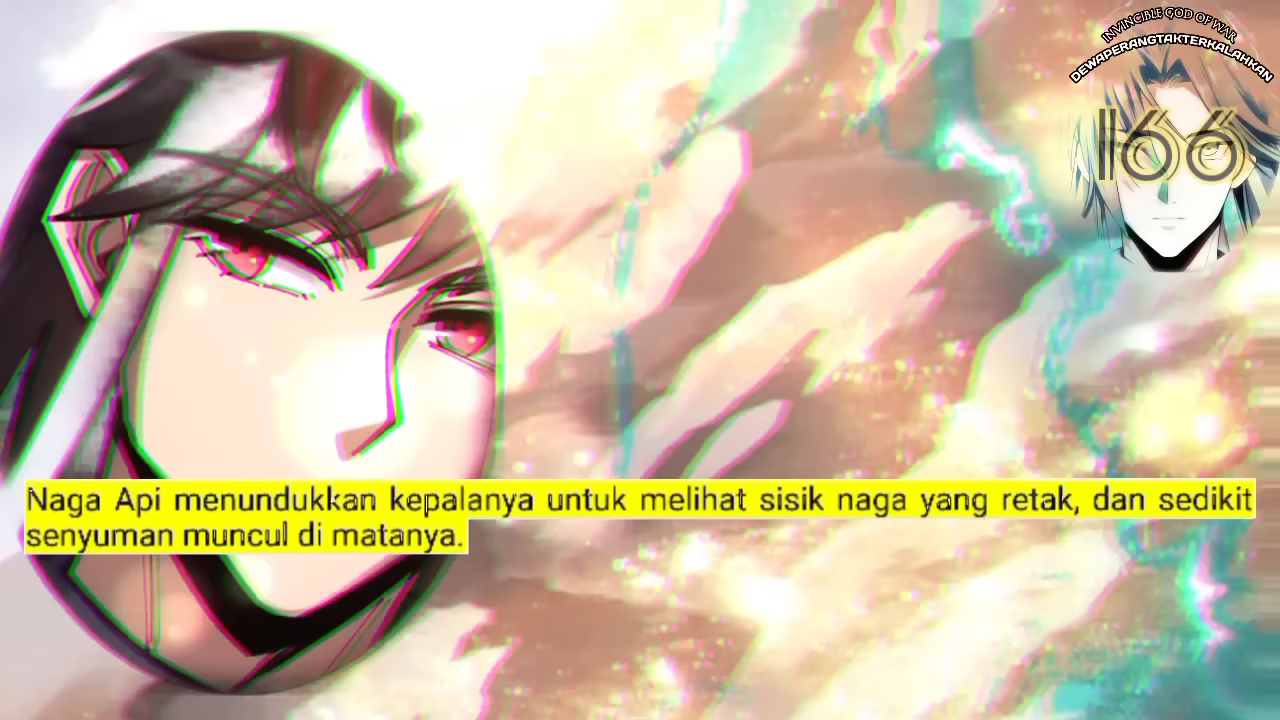 INVINCIBLE GOD OF WAR
DEWAPERANGTAKTERKALAHKAN
166
Naga Api menundukkan kepalanya untuk melihat sisik naga yang retak, dan sedikit
senyuman muncul di matanya.